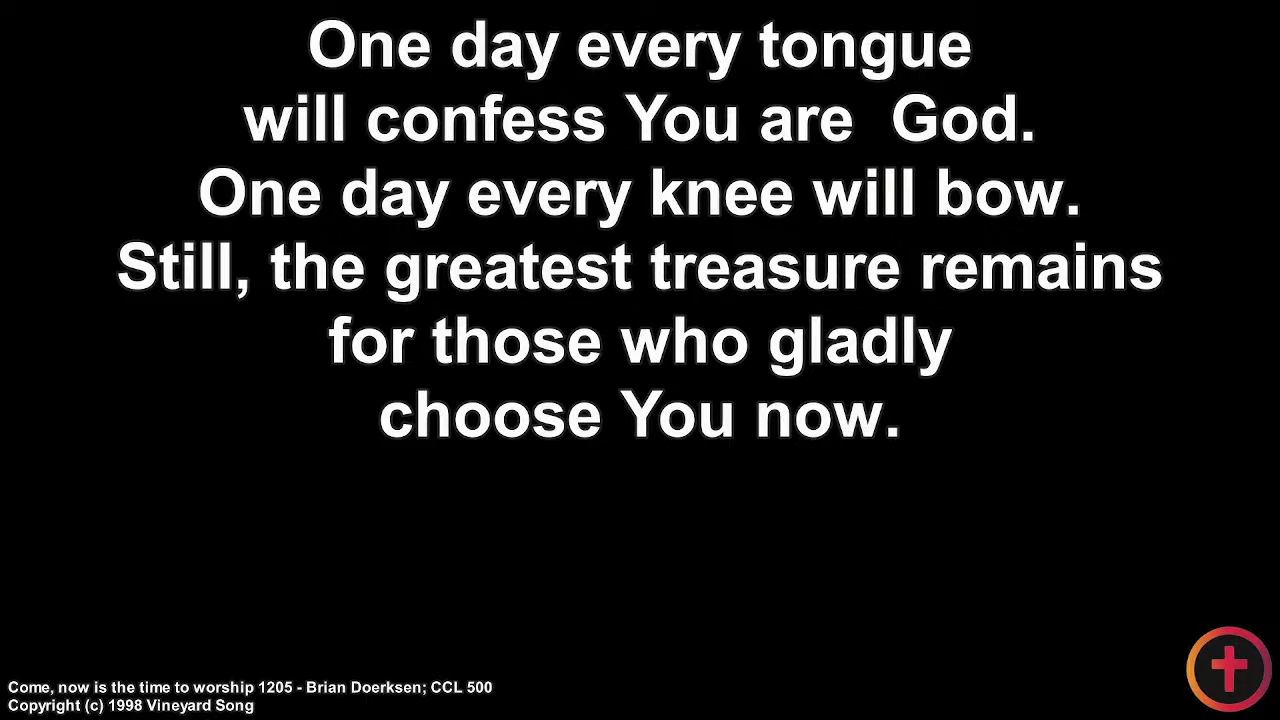 One day every tongue
will confess You are  God.
One day every knee will bow.
Still, the greatest treasure remains
for those who gladly
choose You now.
Come, now is the time to worship 1205 - Brian Doerksen; CCL 500
Copyright (c) 1998 Vineyard Song